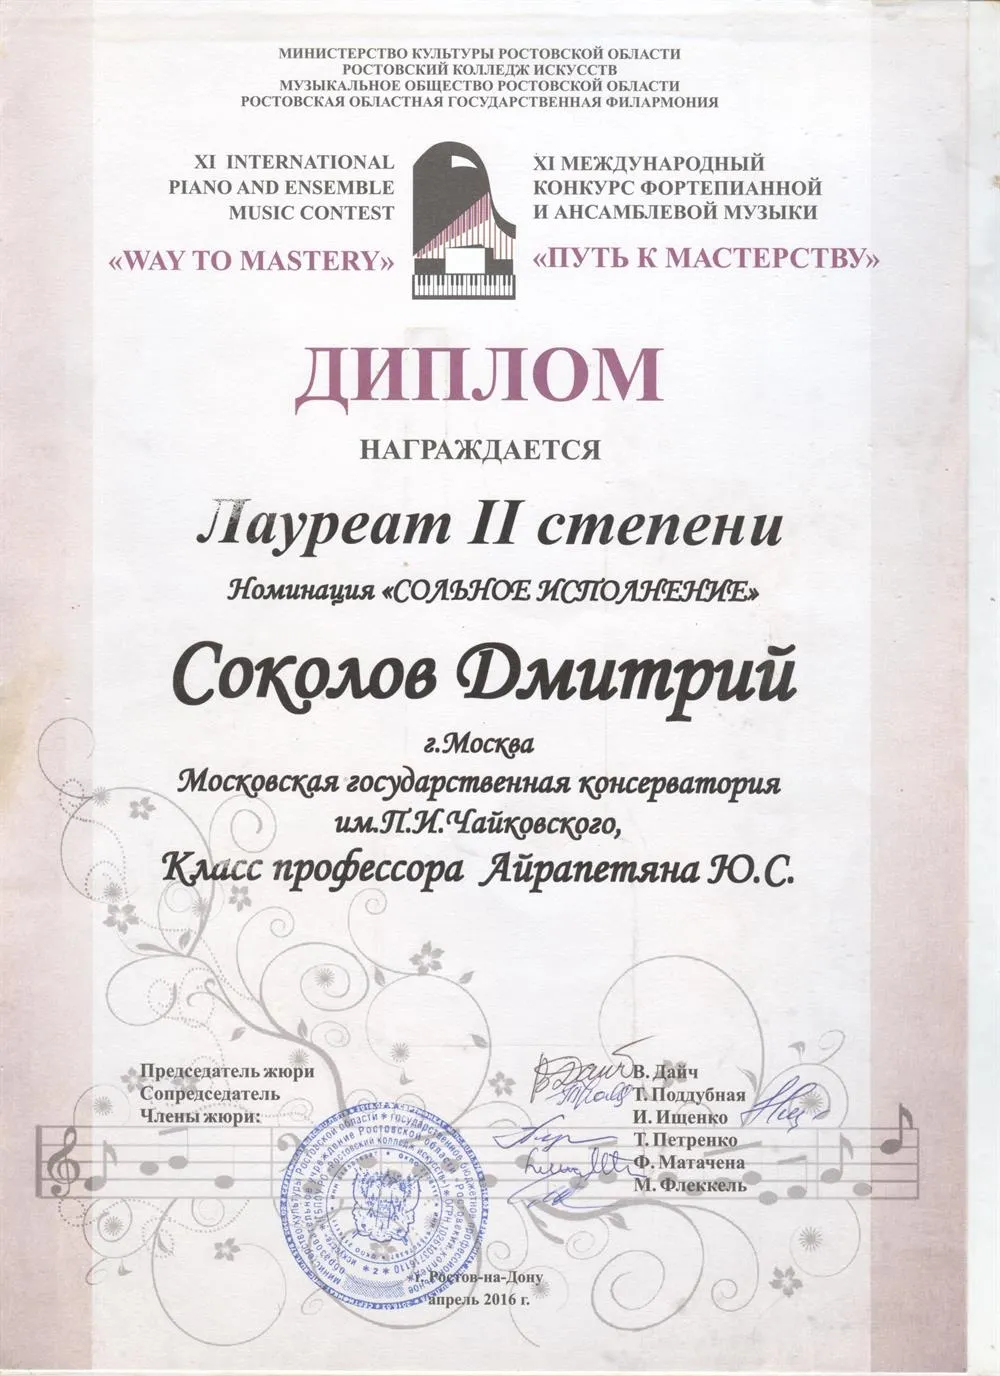 МИНИСТЕРСТВО КУЛЬТУРЫ РОСТОВСКОЙ ОБЛАСТИ
РОСТОВСКИЙ КОЛЛЕДЖ ИСКУССТВ
МУЗЫКАЛЬНОЕ ОБЩЕСТВО РОСТОВСКОЙ ОБЛАСТИ
РОСТОВСКАЯ ОБЛАСТНАЯ ГОСУДАРСТВЕННАЯ ФИЛАРМОНИЯ
XI INTERNATIONAL
PIANO AND ENSEMBLE
MUSIC CONTEST
«WAY TO MASTERY»
XI МЕЖДУНАРОДНЫЙ
КОНКУРС ФОРТЕПИАННОЙ
И АНСАМБЛЕВОЙ МУЗЫКИ
«ПУТЬ К МАСТЕРСТВУ»
ДИПЛОМ
НАГРАЖДАЕТСЯ
Лауреат II степени
Номинация «СОЛЬНОЕ ИСПОЛНЕНИЕ»
Соколов Дмитрий
г.Москва
Московская государственная консерватория
им.П.И.Чайковского,
Класс профессора Айрапетяна Ю.С.
Председатель жюри
Сопредседатель
Члены жюри:
В. Дайч
Т. Поддубная
И. Ищенко
Т. Петренко
Ф. Матачена
М. Флеккель
г. Ростов-на-Дону
апрель 2016 г.